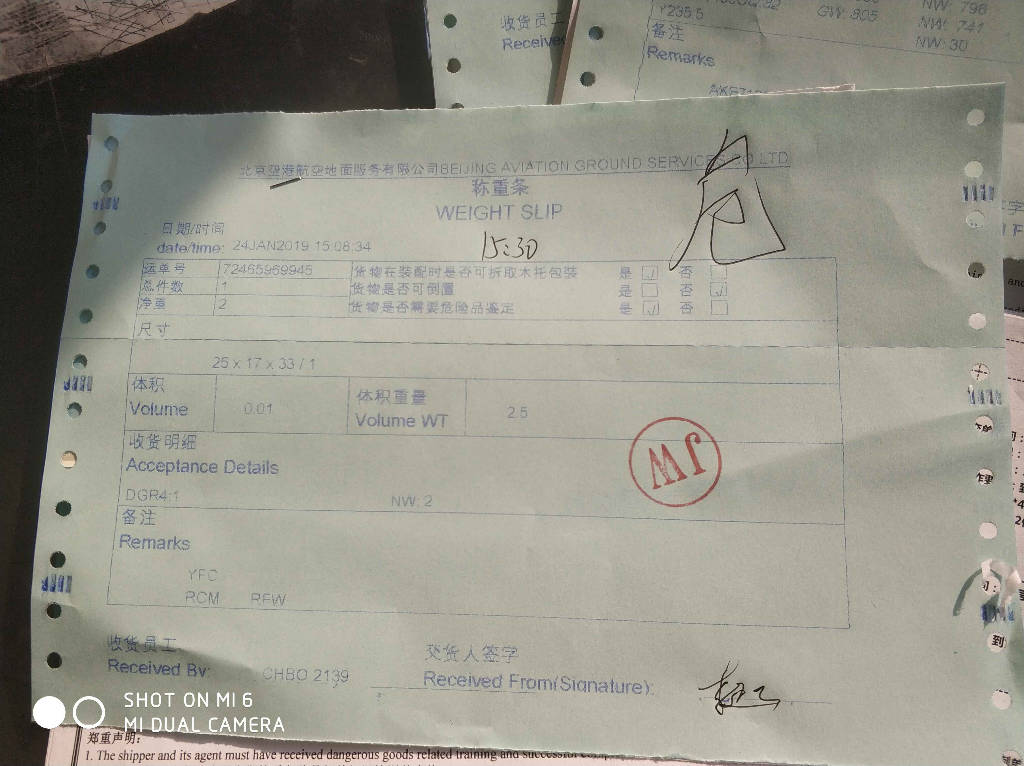 收货员工
Received
Y235.5
GW: 805
NW: 798
NW: 741
NW: 30
备注
Remarks
北京空港航空地面服务有限公司BEIJING AVIATION GROUND SERVICES CO.LTD
称重条
WEIGHT SLIP
危
日期/时间
date/time: 24JAN2019 15:08:34
15:30
运单号 72465969945 货物在装配时是否可拆取木托包装 是 √ 否
总件数 1 货物是否可倒置 是 否 √
净重 2 货物是否需要危险品鉴定 是 √ 否
尺寸
25 x 17 x 33 / 1
体积 体积重量
Volume 0.01 Volume WT 2.5
收货明细
Acceptance Details
JW
DGR4:1 NW: 2
备注
Remarks
YFC
RCM RFW
收货员工 交货人签字
Received By: CHBO 2139 Received From(Signature):
SHOT ON MI 6
MI DUAL CAMERA
郑重声明:
1. The shipper and its agent must have received dangerous goods related training and
到